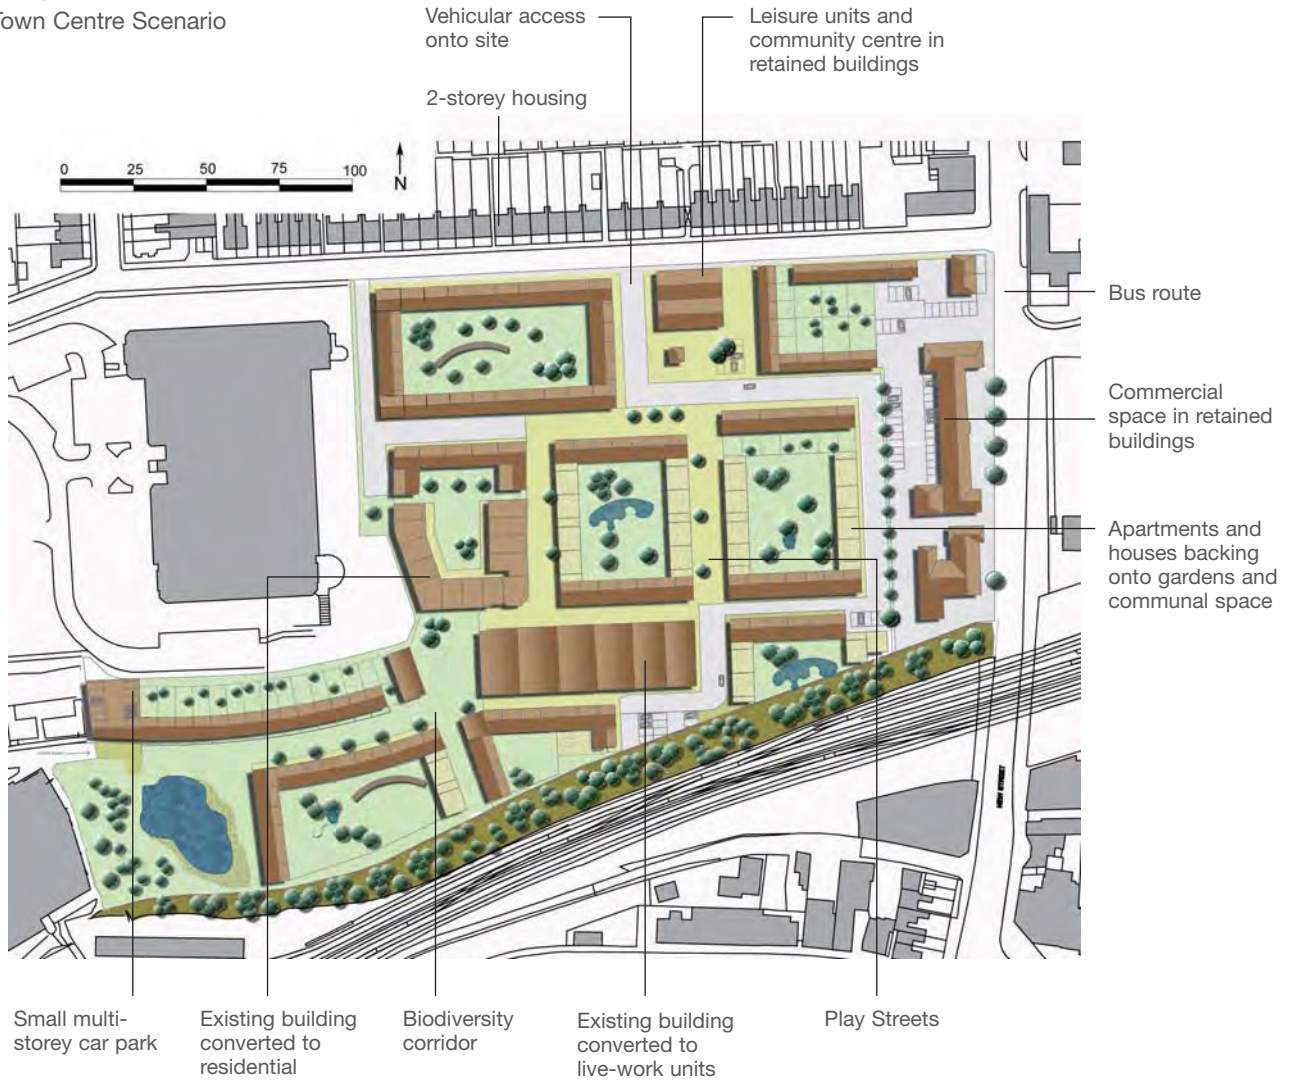 Town Centre Scenario
Vehicular access
onto site
Leisure units and
community centre in
retained buildings
2-storey housing
0 25 50 75 100
N
Bus route
Commercial
space in retained
buildings
Apartments and
houses backing
onto gardens and
communal space
NEW STREET
Small multi-
storey car park
Existing building
converted to
residential
Biodiversity
corridor
Existing building
converted to
live-work units
Play Streets